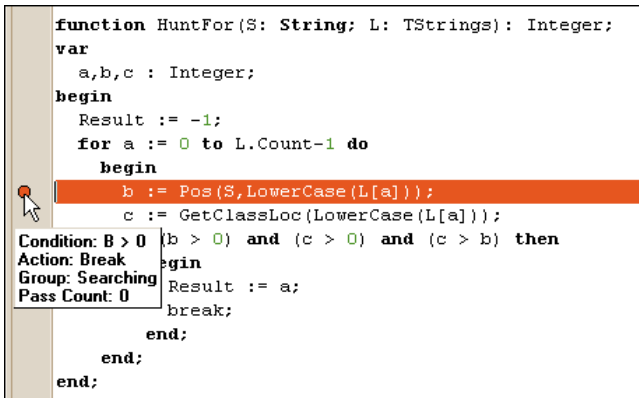 function HuntFor(S: String; L: TStrings): Integer;
var
a,b,c : Integer;
begin
Result := -1;
for a := 0 to L.Count-1 do
begin
b := Pos(S,LowerCase(L[a]));
c := GetClassLoc(LowerCase(L[a]));
(b > 0) and (c > 0) and (c > b) then
egin
Result := a;
break;
end;
end;
end;
Condition: B > 0
Action: Break
Group: Searching
Pass Count: 0